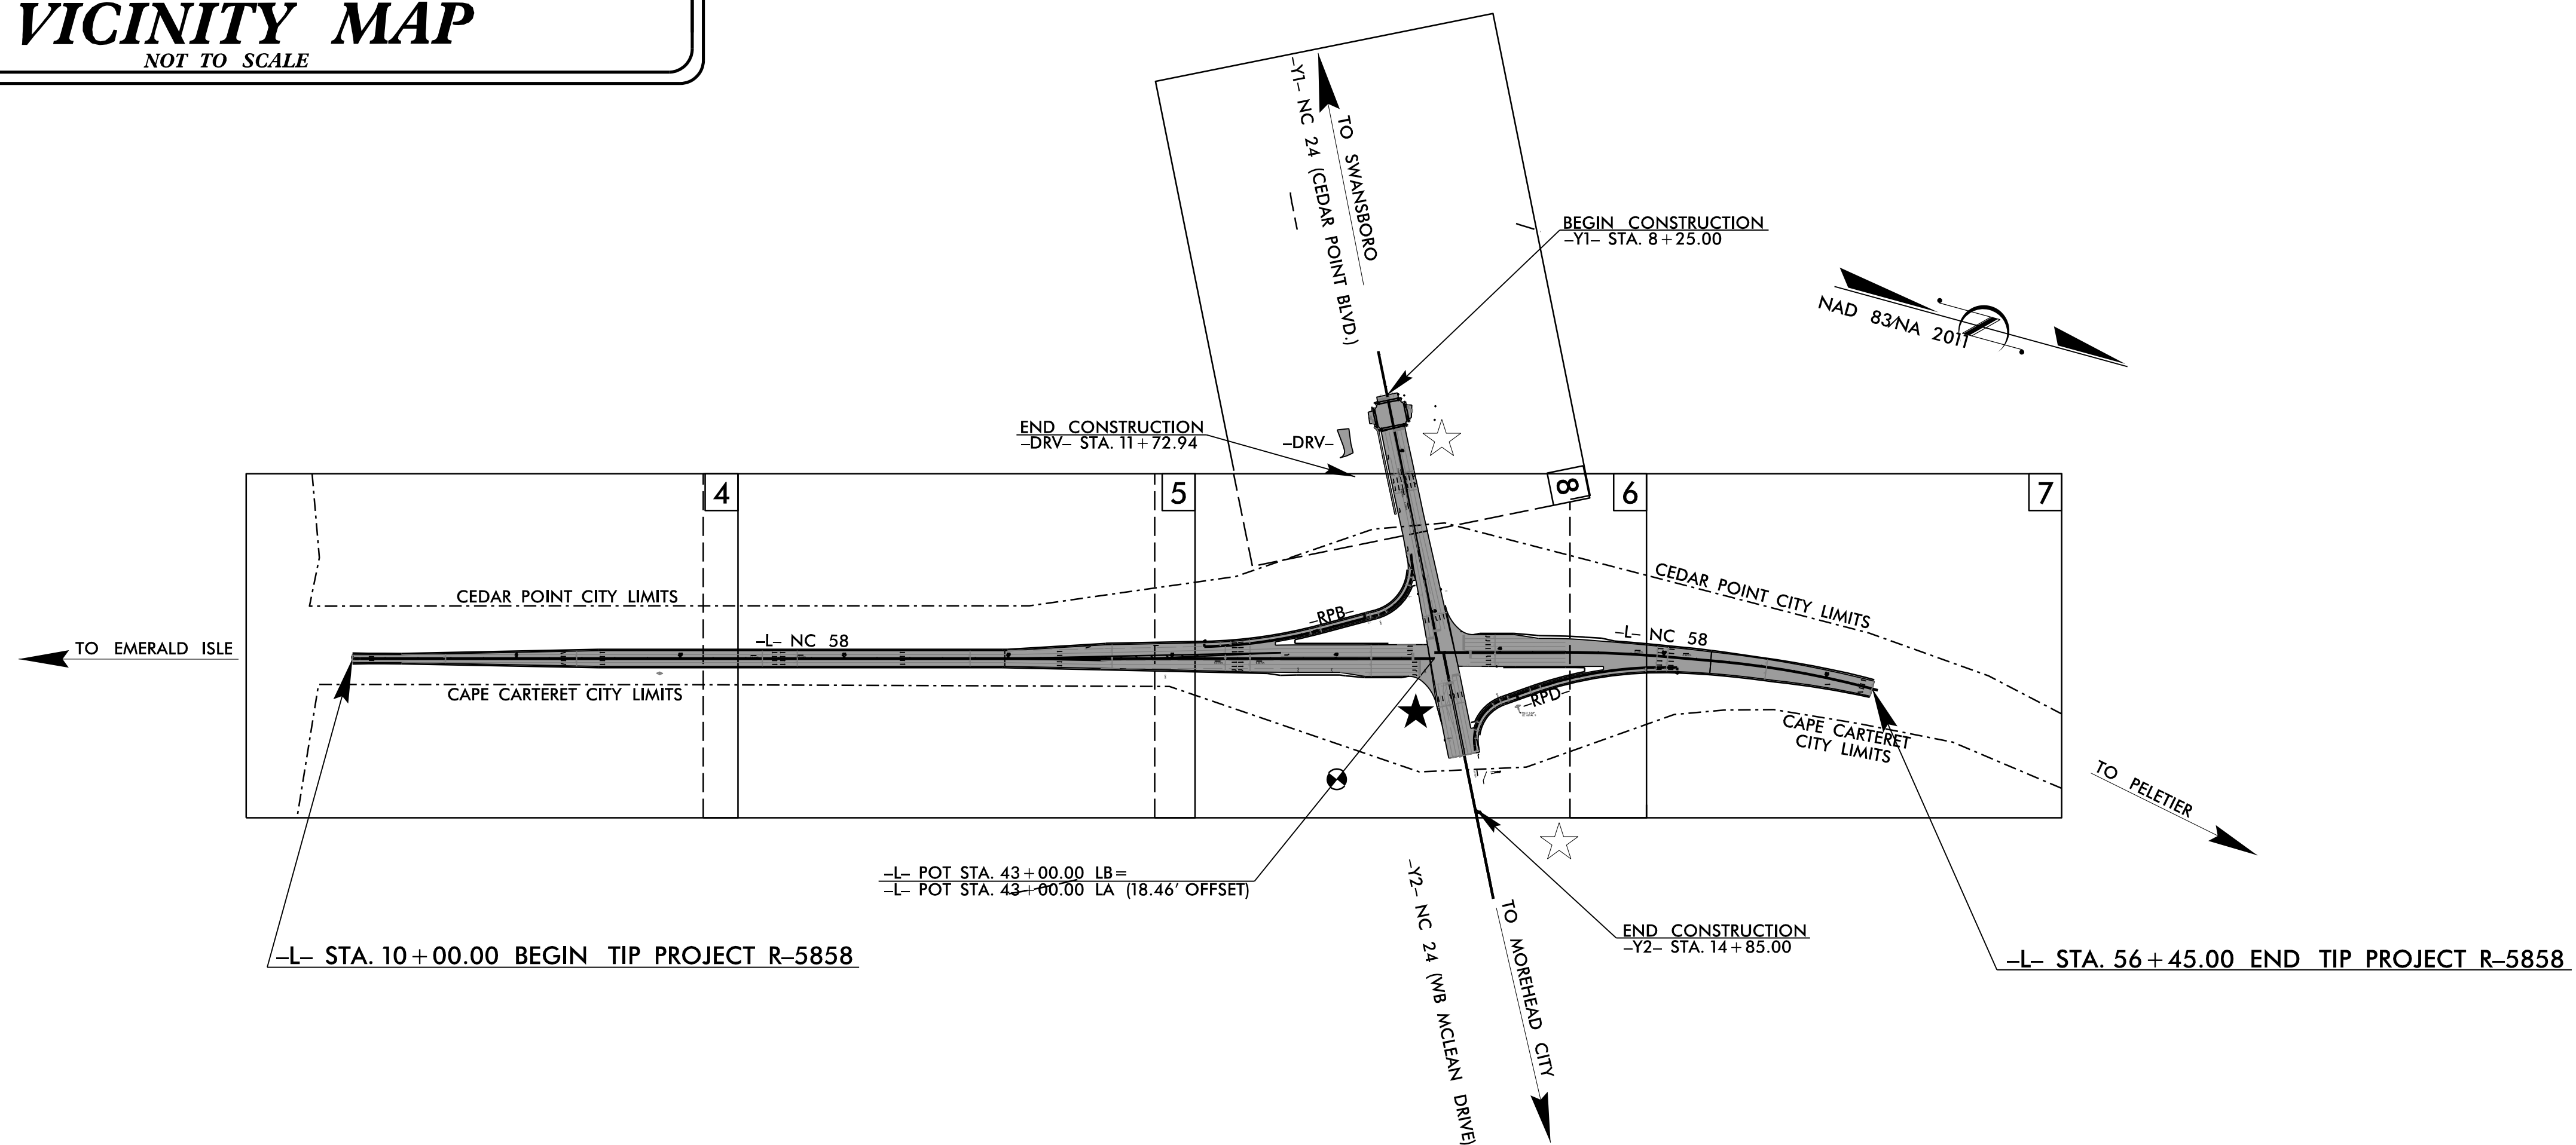 VICINITY MAP
NOT TO SCALE
-Y1- NC 24 (CEDAR POINT BLVD.)
TO SWANSBORO
BEGIN CONSTRUCTION
-Y1- STA. 8+25.00
NAD 83/NA 2011
END CONSTRUCTION
-DRV- STA. 11+72.94
-DRV-
4
5
8
6
7
CEDAR POINT CITY LIMITS
CEDAR POINT CITY LIMITS
-RPB-
TO EMERALD ISLE
-L- NC 58
-L- NC 58
CAPE CARTERET CITY LIMITS
-RPD-
CAPE CARTERET
CITY LIMITS
TO PELETIER
-L- POT STA. 43+00.00 LB=
-L- POT STA. 43+00.00 LA (18.46' OFFSET)
-Y2- NC 24 (WB MCLEAN DRIVE)
TO MOREHEAD CITY
END CONSTRUCTION
-Y2- STA. 14+85.00
-L- STA. 10+00.00 BEGIN TIP PROJECT R-5858
-L- STA. 56+45.00 END TIP PROJECT R-5858